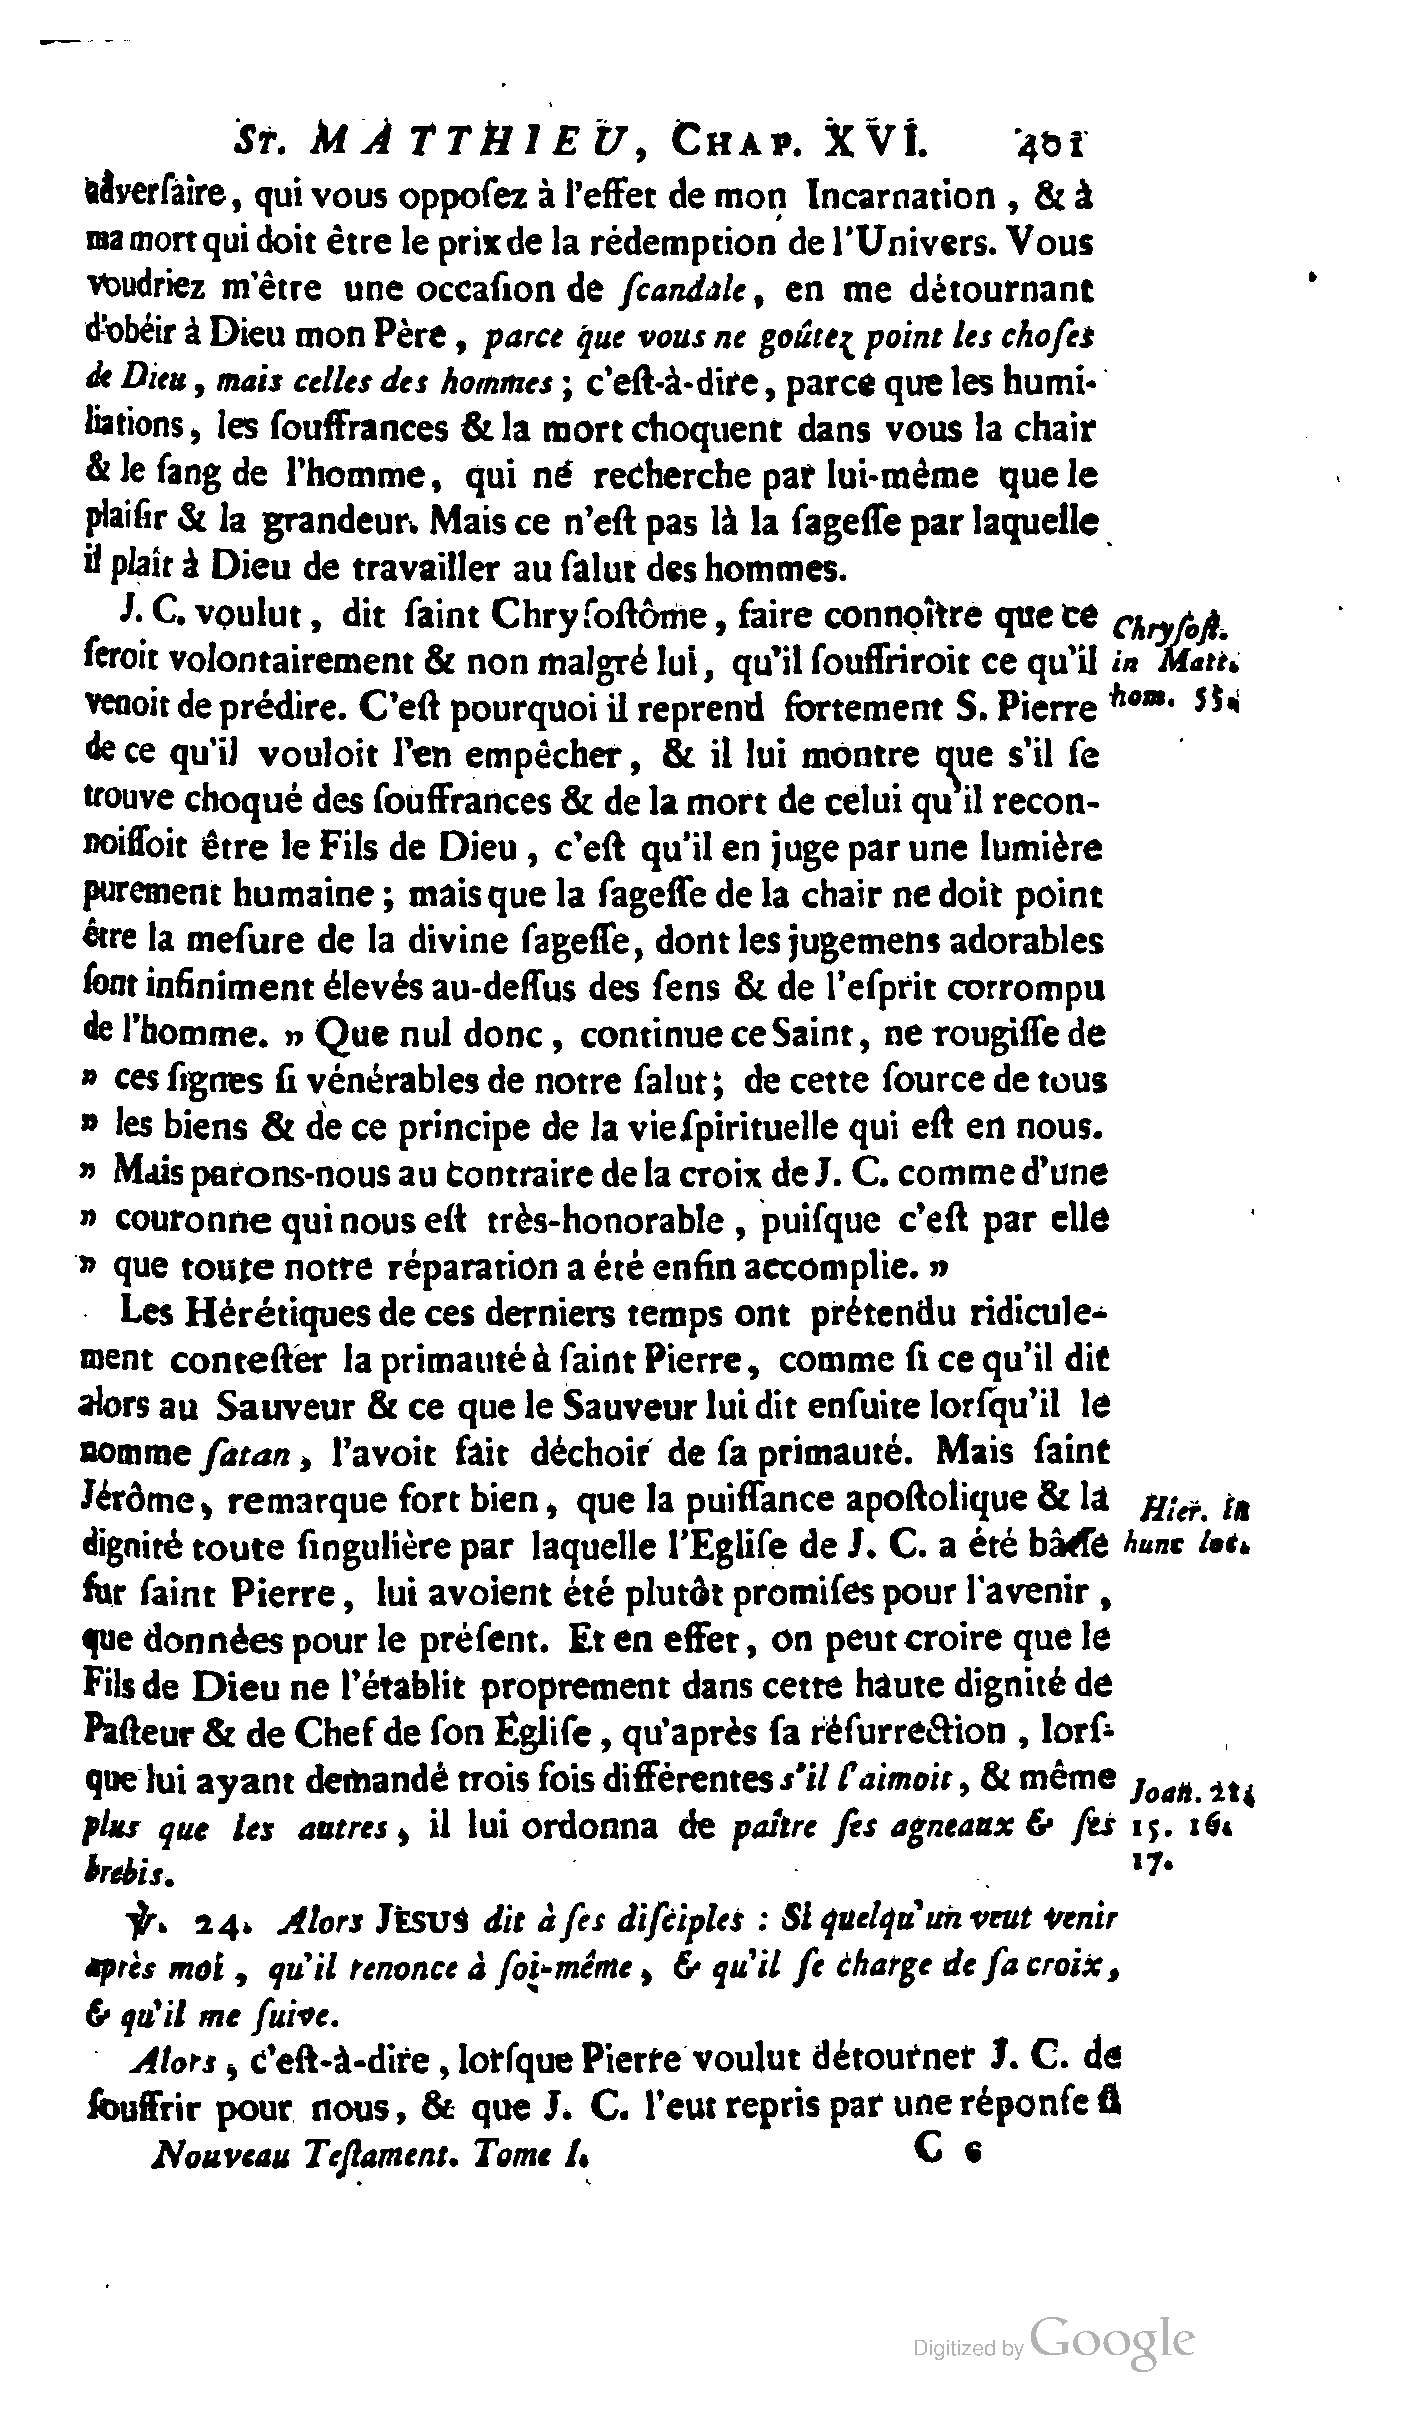 St. MATTHIEU, Chap. XVI. 401
adverſaire, qui vous oppoſez à l'effet de mon Incarnation, & à
ma mort qui doit être le prix de la rédemption de l'Univers. Vous
voudriez m'être une occaſion de ſcandale, en me détournant
d'obéir à Dieu mon Père, parce que vous ne goûtez point les choſes
de Dieu, mais celles des hommes; c'eſt-à-dire, parce que les humi-
liations, les ſouffrances & la mort choquent dans vous la chair
& le ſang de l'homme, qui né recherche par lui-même que le
plaiſir & la grandeur. Mais ce n'eſt pas là la ſageſſe par laquelle
il plaît à Dieu de travailler au ſalut des hommes.
J. C. voulut, dit ſaint Chryſoſtôme, faire connoître que ce
ſeroit volontairement & non malgré lui, qu'il ſouffriroit ce qu'il
venoit de prédire. C'eſt pourquoi il reprend fortement S. Pierre
de ce qu'il vouloit l'en empêcher, & il lui montre que s'il ſe
trouve choqué des ſouffrances & de la mort de celui qu'il recon-
noiſſoit être le Fils de Dieu, c'eſt qu'il en juge par une lumière
purement humaine; mais que la ſageſſe de la chair ne doit point
être la meſure de la divine ſageſſe, dont les jugemens adorables
ſont infiniment élevés au-deſſus des ſens & de l'eſprit corrompu
de l'homme. » Que nul donc, continue ce Saint, ne rougiſſe de
» ces ſignes ſi vénérables de notre ſalut; de cette ſource de tous
» les biens & de ce principe de la vie ſpirituelle qui eſt en nous.
» Mais parons-nous au contraire de la croix de J. C. comme d'une
» couronne qui nous eſt très-honorable, puiſque c'eſt par elle
» que toute notre réparation a été enfin accomplie. »
Les Hérétiques de ces derniers temps ont prétendu ridicule-
ment conteſter la primauté à ſaint Pierre, comme ſi ce qu'il dit
alors au Sauveur & ce que le Sauveur lui dit enſuite lorſqu'il le
nomme ſatan, l'avoit fait déchoir de ſa primauté. Mais ſaint
Jérôme, remarque fort bien, que la puiſſance apoſtolique & la
dignité toute ſingulière par laquelle l'Egliſe de J. C. a été bâtie
ſur ſaint Pierre, lui avoient été plutôt promiſes pour l'avenir,
que données pour le préſent. Et en effet, on peut croire que le
Fils de Dieu ne l'établit proprement dans cette haute dignité de
Paſteur & de Chef de ſon Égliſe, qu'après ſa réſurrection, lorſ-
que lui ayant demandé trois fois différentes s'il l'aimoit, & même
plus que les autres, il lui ordonna de paître ſes agneaux & ſes
brebis.
℣. 24. Alors JESUS dit à ſes diſciples : Si quelqu'un veut venir
après moi, qu'il renonce à ſoi-même, & qu'il ſe charge de ſa croix,
& qu'il me ſuive.
Alors, c'eſt-à-dire, lorſque Pierre voulut détourner J. C. de
ſouffrir pour nous, & que J. C. l'eut repris par une réponſe ſi
Nouveau Teſtament. Tome I. C c
Chryſoſt.
in Matt.
hom. 55.
Hier. in
hunc loc.
Joan. 21.
15. 16.
17.
Digitized by Google